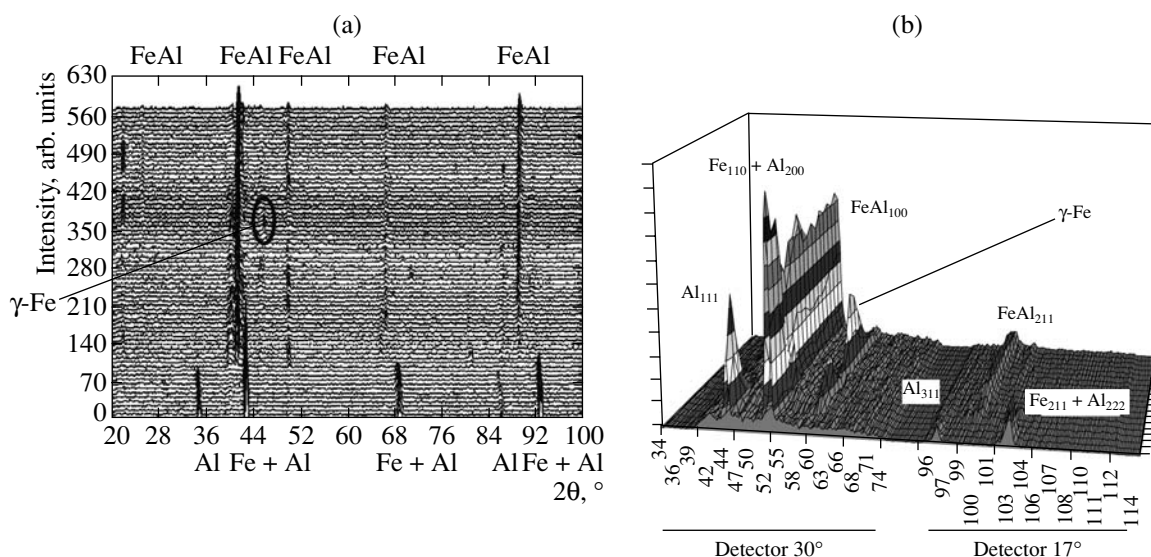 (a)
FeAl FeAl FeAl FeAl FeAl
Intensity, arb. units
630
560
490
420
350
280
210
140
70
0
γ-Fe
20 28 36 44 52 60 68 76 84 92 100
Al Fe + Al Fe + Al Al Fe + Al
2θ, °
(b)
Fe110 + Al200
FeAl100
γ-Fe
Al111
FeAl211
Al311
Fe211 + Al222
34 36 39 42 44 47 50 52 55 58 60 63 66 68 71 74 96 97 99 100 101 103 104 106 107 108 110 111 112 114
Detector 30° Detector 17°